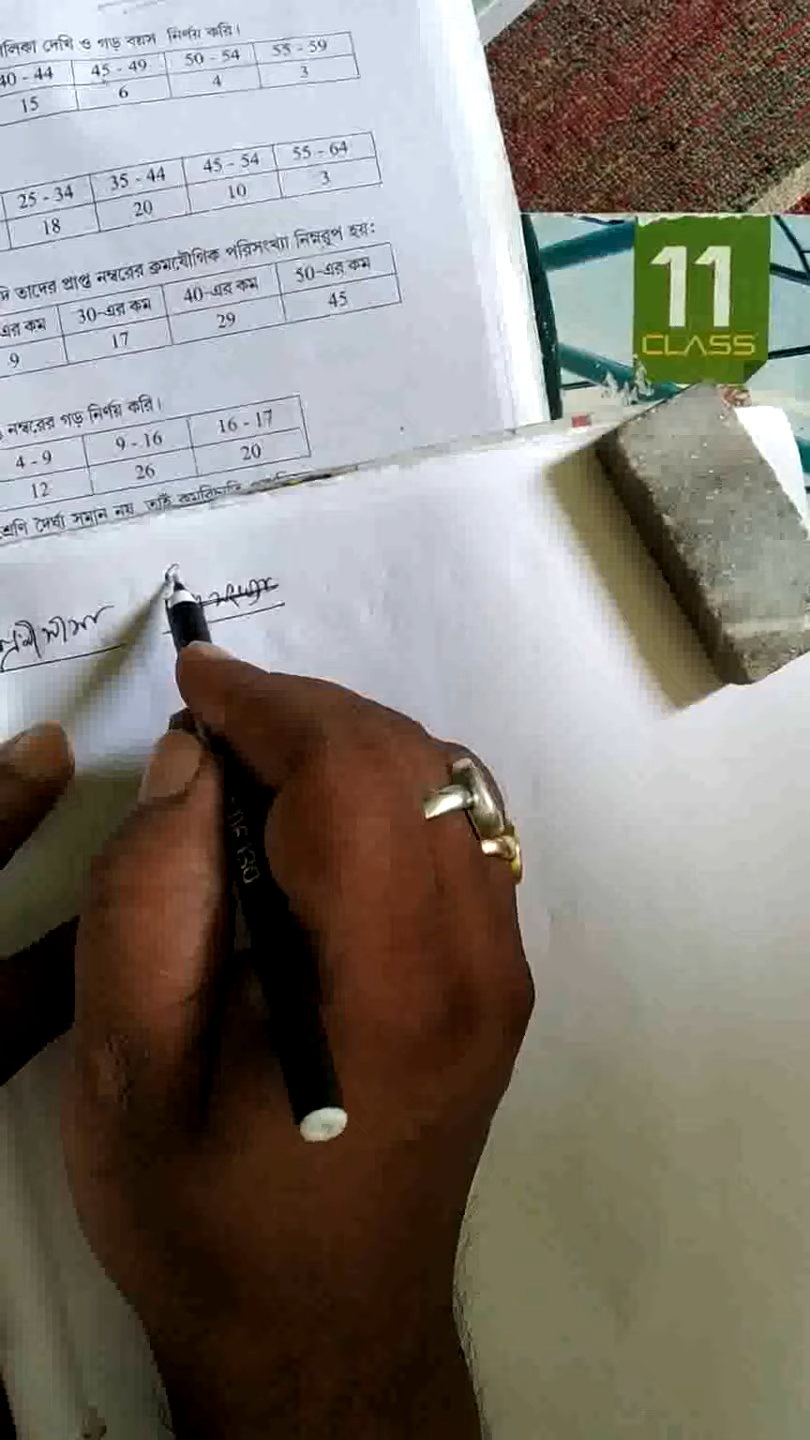 দেখি ও গড় বয়স নির্ণয় করি।
40 - 44 45 - 49 50 - 54 55 - 59
15 6 4 3
25 - 34 35 - 44 45 - 54 55 - 64
18 20 10 3
তাদের প্রাপ্ত নম্বরের ক্রমযৌগিক পরিসংখ্যা নিম্নরূপ হয়:
এর কম 30-এর কম 40-এর কম 50-এর কম
9 17 29 45
নম্বরের গড় নির্ণয় করি।
4 - 9 9 - 16 16 - 17
12 26 20
শ্রেণি দৈর্ঘ্য সমান নয়
11
CLASS